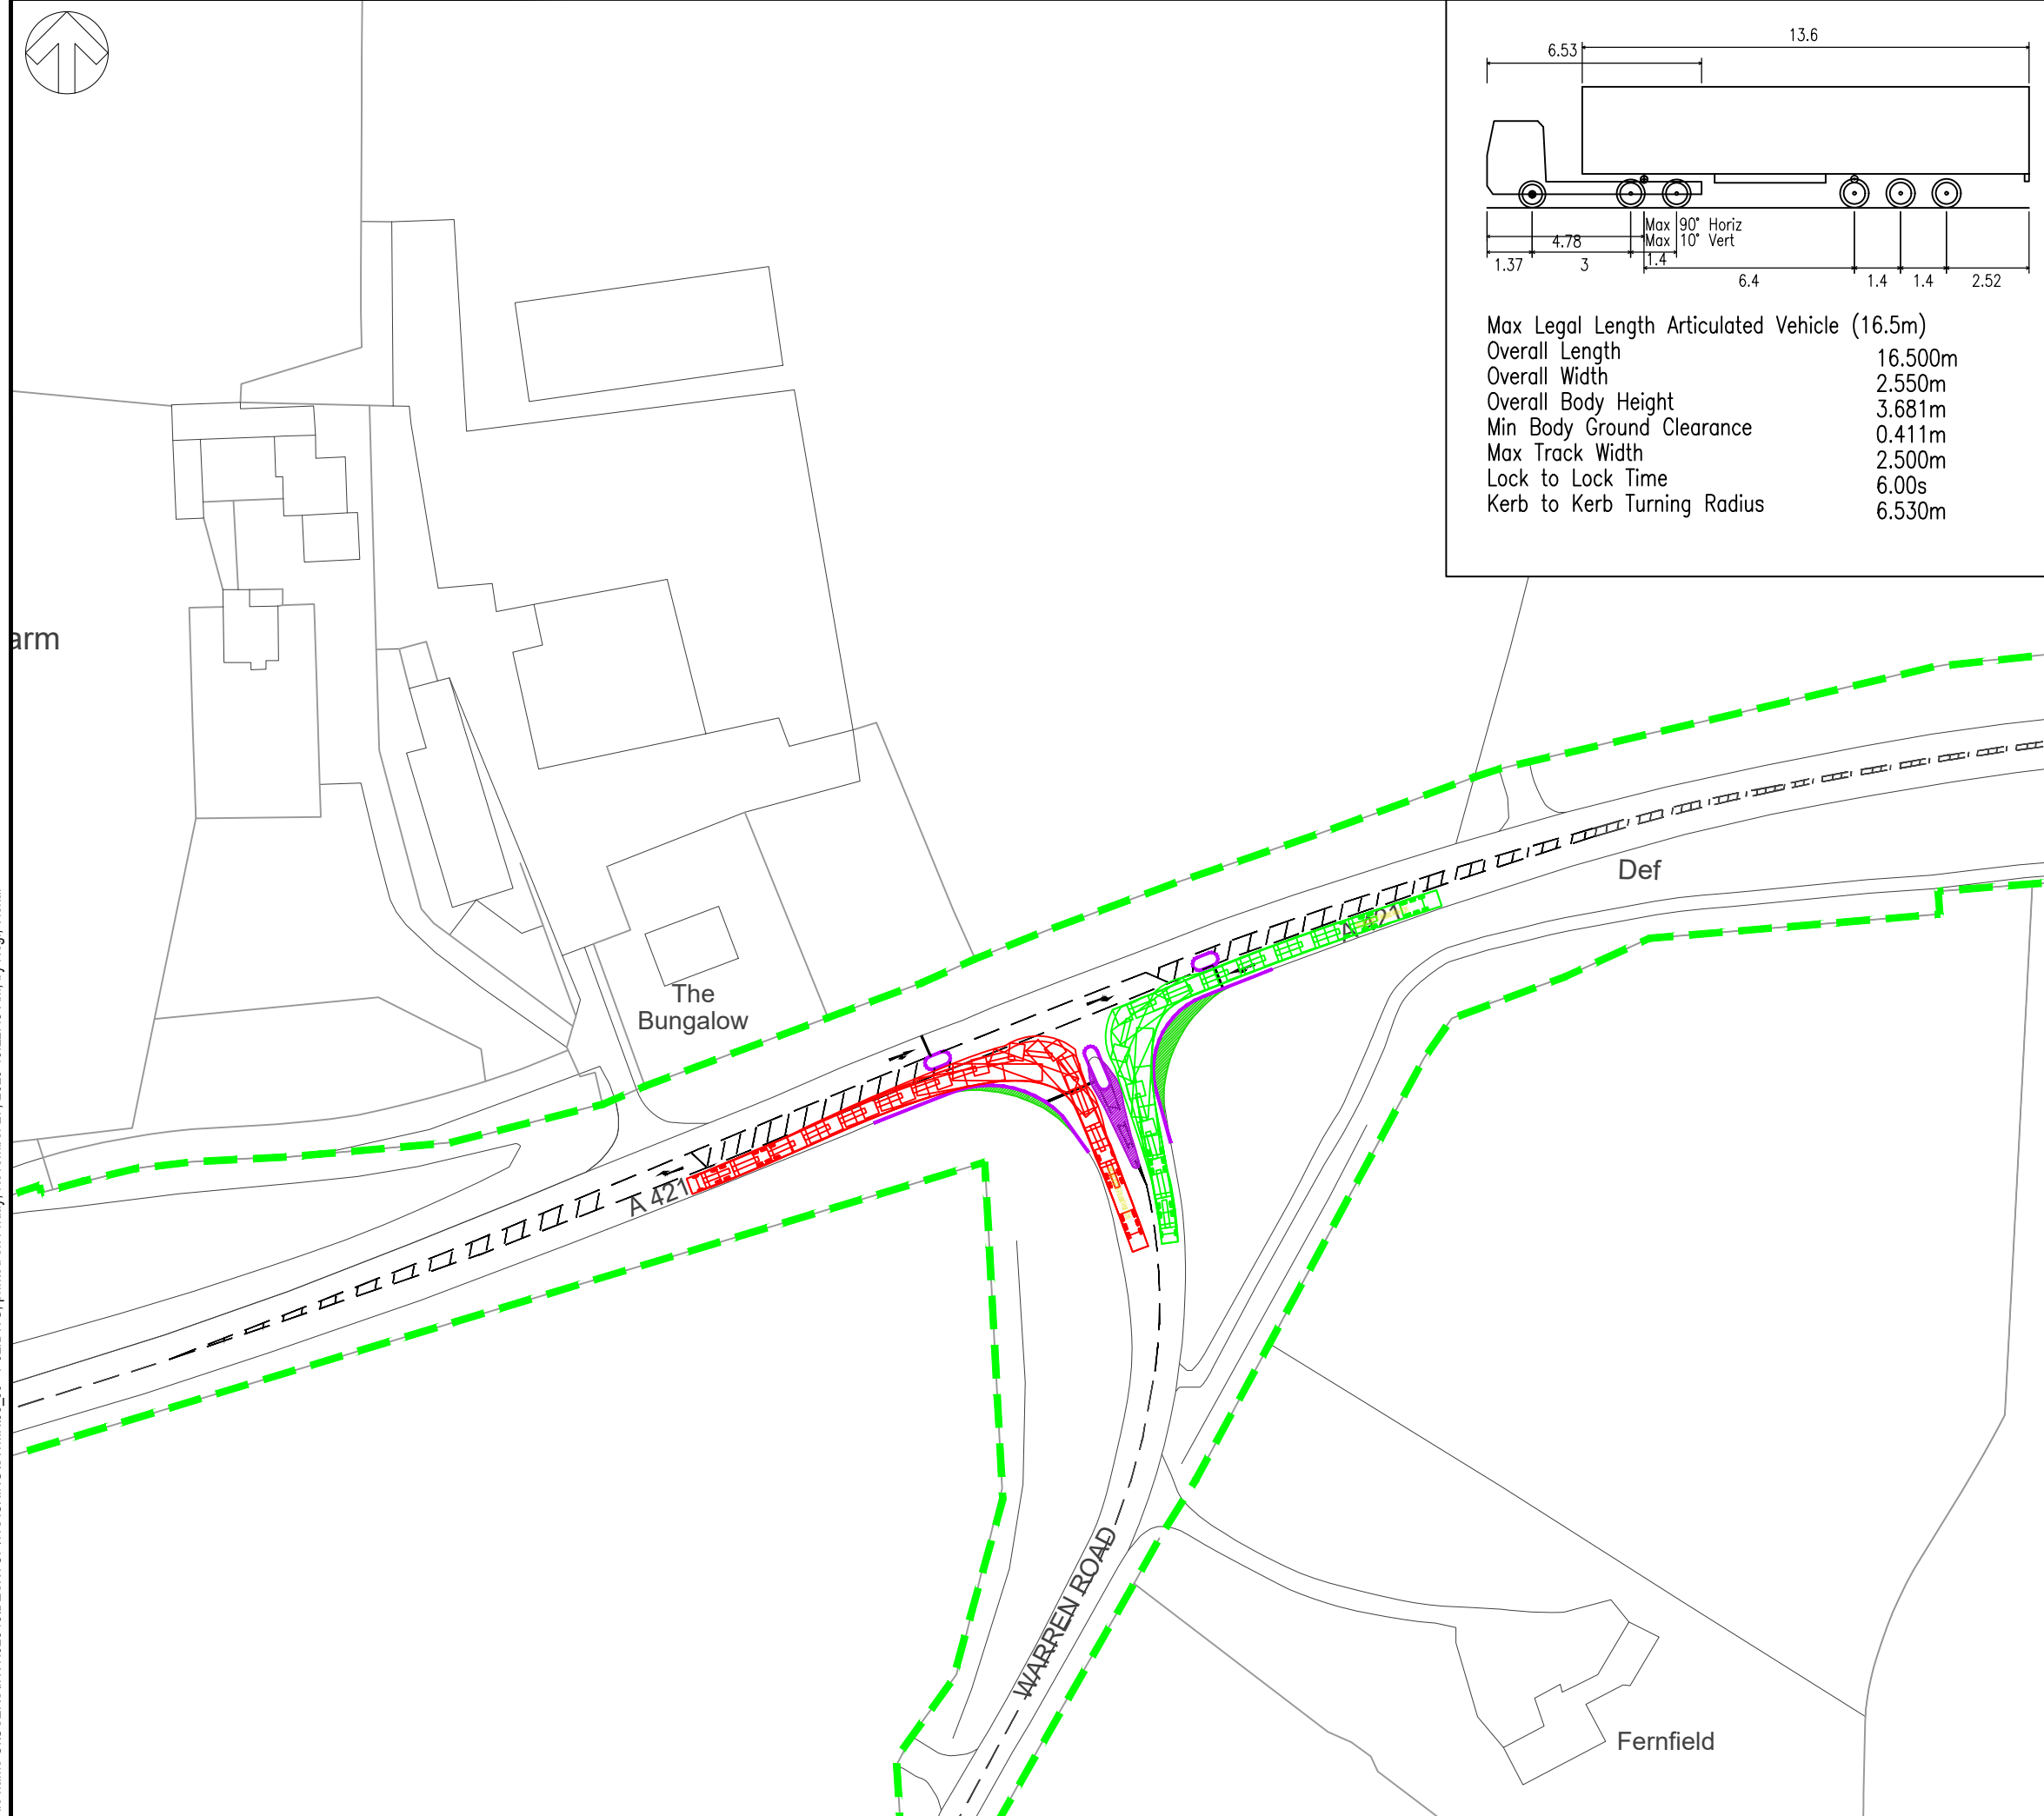 13.6
6.53
Max 90° Horiz
Max 10° Vert
4.78
1.37
3
1.4
6.4
1.4
1.4
2.52
Max Legal Length Articulated Vehicle (16.5m)
Overall Length 16.500m
Overall Width 2.550m
Overall Body Height 3.681m
Min Body Ground Clearance 0.411m
Max Track Width 2.500m
Lock to Lock Time 6.00s
Kerb to Kerb Turning Radius 6.530m
arm
Def
A 421
The
Bungalow
A 421
WARREN ROAD
Fernfield